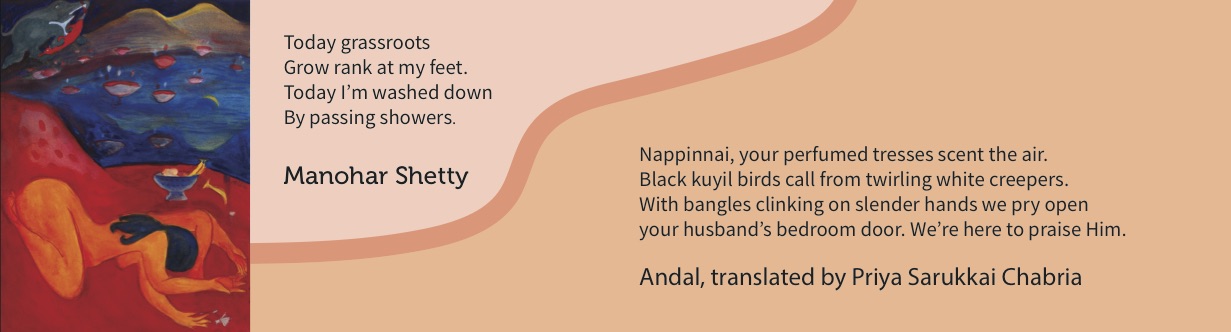 Today grassroots
Grow rank at my feet.
Today I’m washed down
By passing showers.
Manohar Shetty
Nappinnai, your perfumed tresses scent the air.
Black kuyil birds call from twirling white creepers.
With bangles clinking on slender hands we pry open
your husband’s bedroom door. We’re here to praise Him.
Andal, translated by Priya Sarukkai Chabria